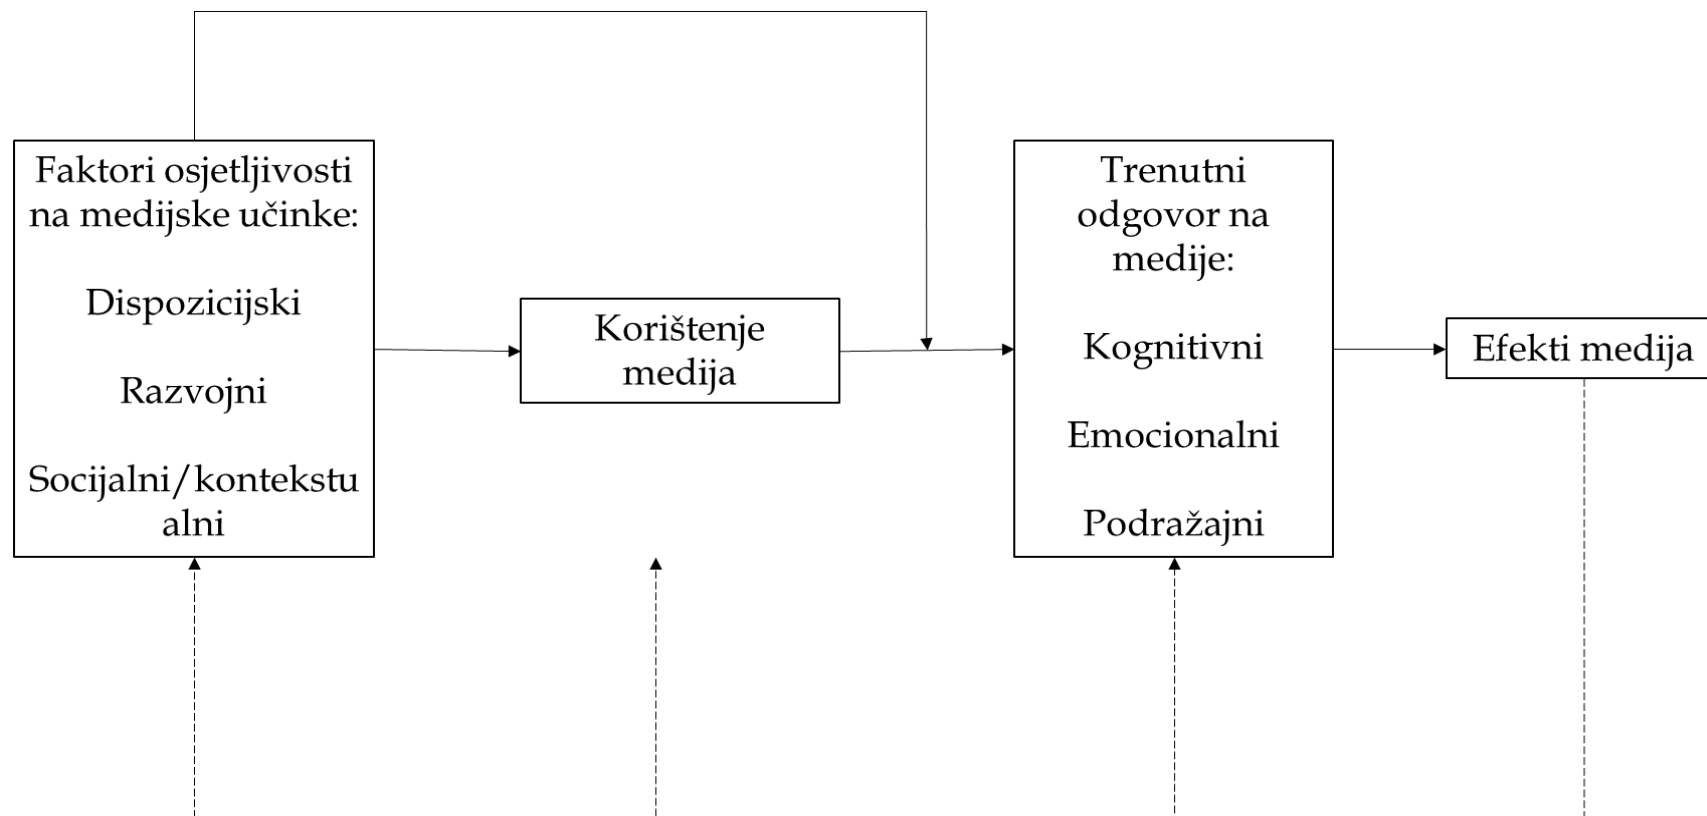 Faktori osjetljivosti
na medijske učinke:
Dispozicijski
Razvojni
Socijalni/kontekstu
alni
Korištenje
medija
Trenutni
odgovor na
medije:
Kognitivni
Emocionalni
Podražajni
Efekti medija